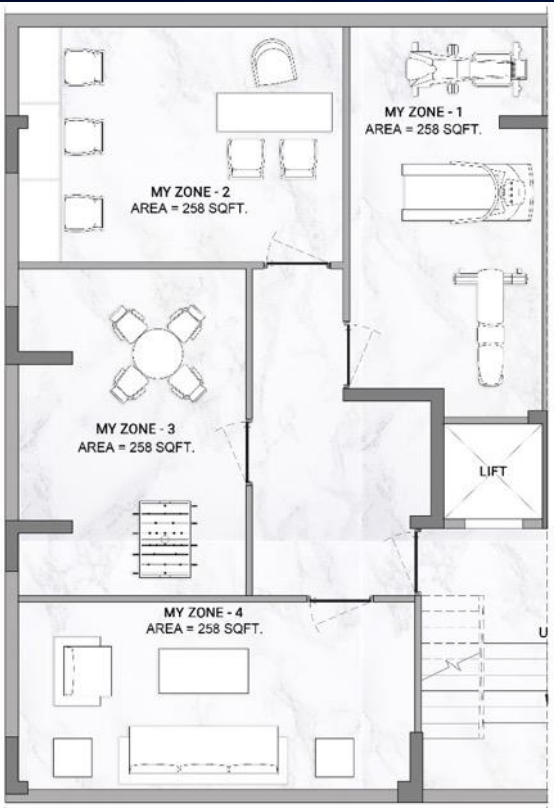 MY ZONE - 1
AREA = 258 SQFT.
MY ZONE - 2
AREA = 258 SQFT.
MY ZONE - 3
AREA = 258 SQFT.
LIFT
MY ZONE - 4
AREA = 258 SQFT.
U